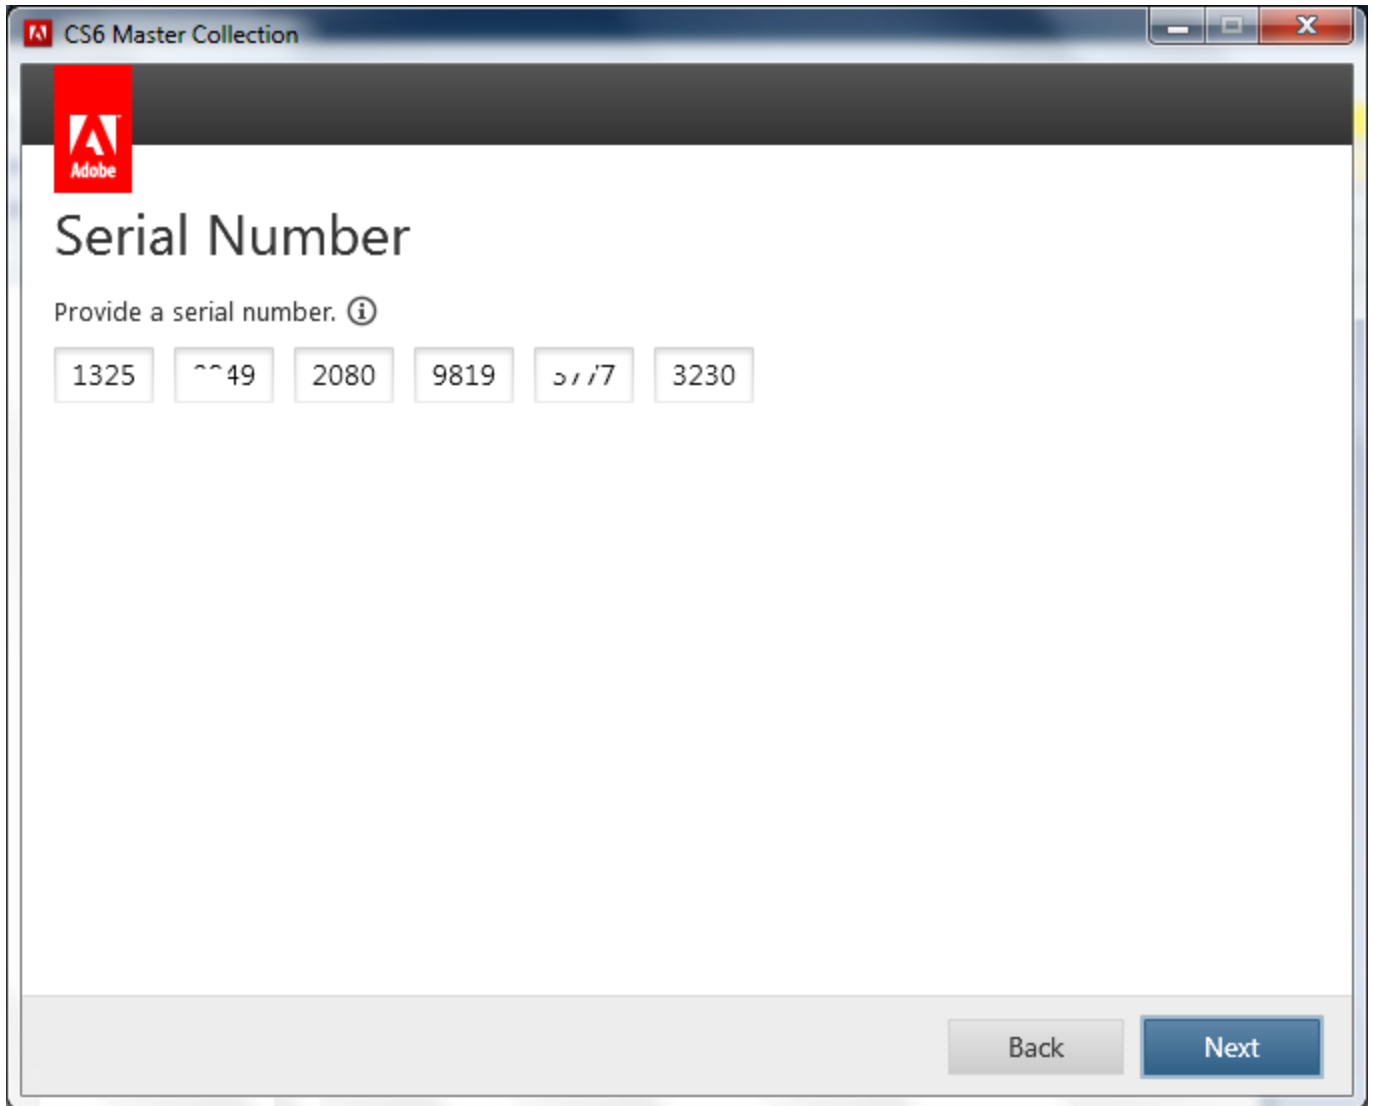 CS6 Master Collection
Adobe
Serial Number
Provide a serial number.
1325 2080 9819 3230
Back Next